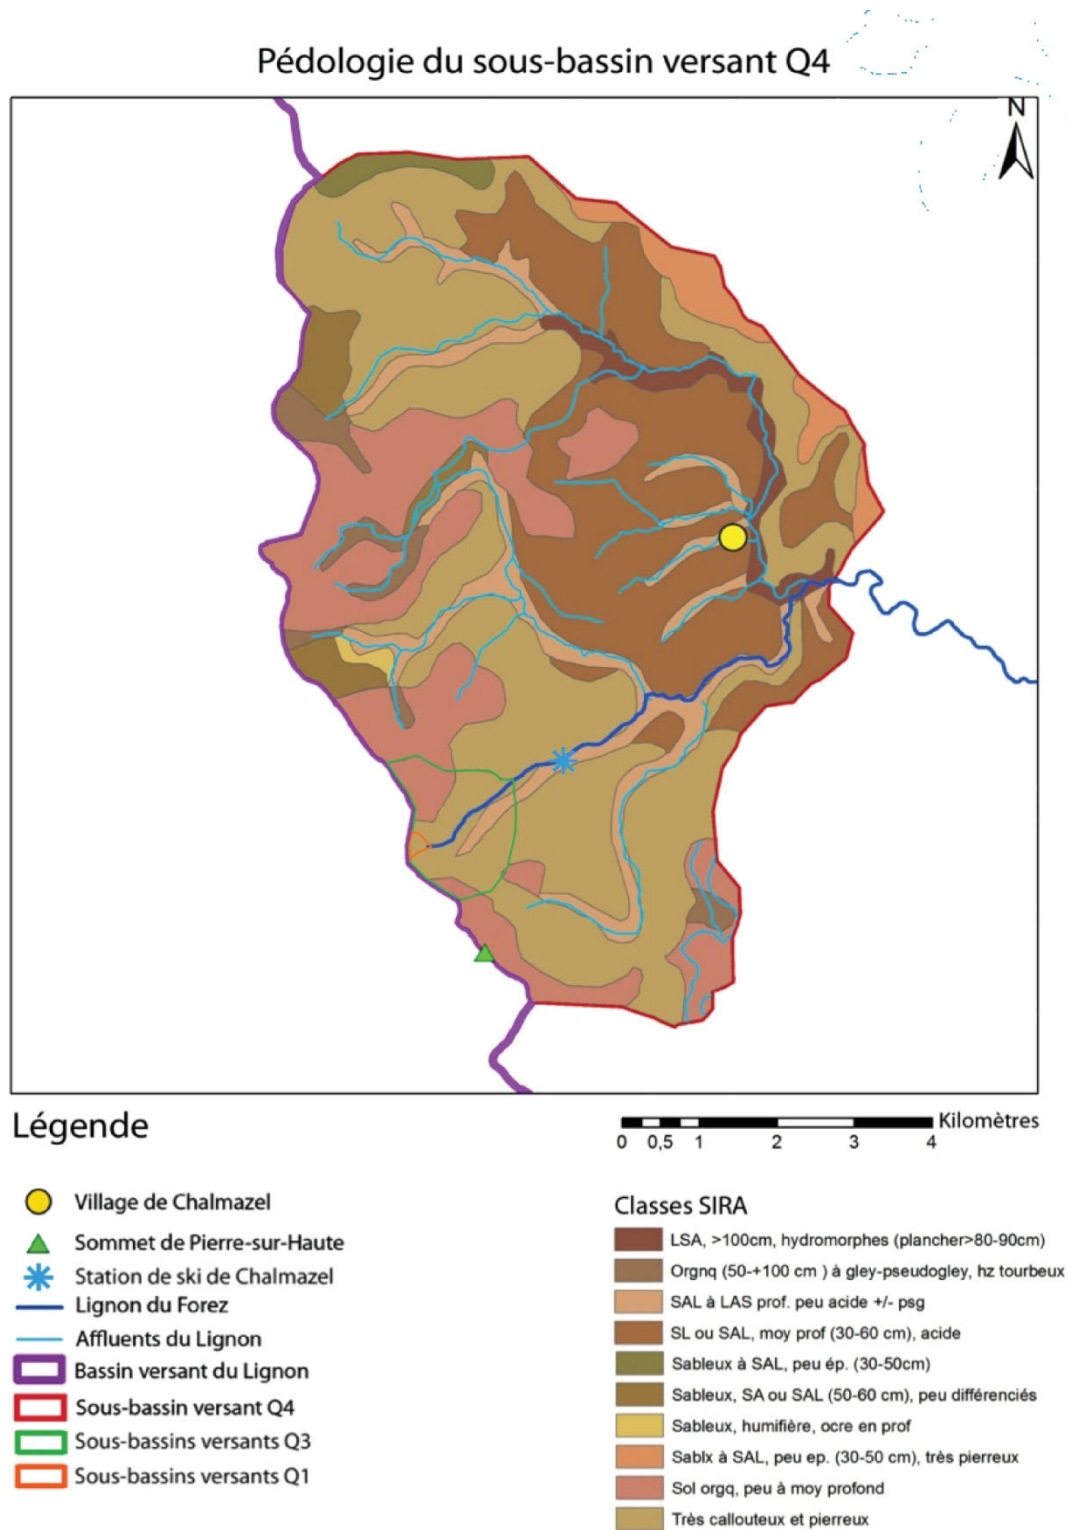 Pédologie du sous-bassin versant Q4
N
Légende
Kilomètres
0 0,5 1 2 3 4
Village de Chalmazel
Sommet de Pierre-sur-Haute
Station de ski de Chalmazel
Lignon du Forez
Affluents du Lignon
Bassin versant du Lignon
Sous-bassin versant Q4
Sous-bassins versants Q3
Sous-bassins versants Q1
Classes SIRA
LSA, >100cm, hydromorphes (plancher>80-90cm)
Orgnq (50-+100 cm ) à gley-pseudogley, hz tourbeux
SAL à LAS prof. peu acide +/- psg
SL ou SAL, moy prof (30-60 cm), acide
Sableux à SAL, peu ép. (30-50cm)
Sableux, SA ou SAL (50-60 cm), peu différenciés
Sableux, humifière, ocre en prof
Sablx à SAL, peu ep. (30-50 cm), très pierreux
Sol orgq, peu à moy profond
Très callouteux et pierreux